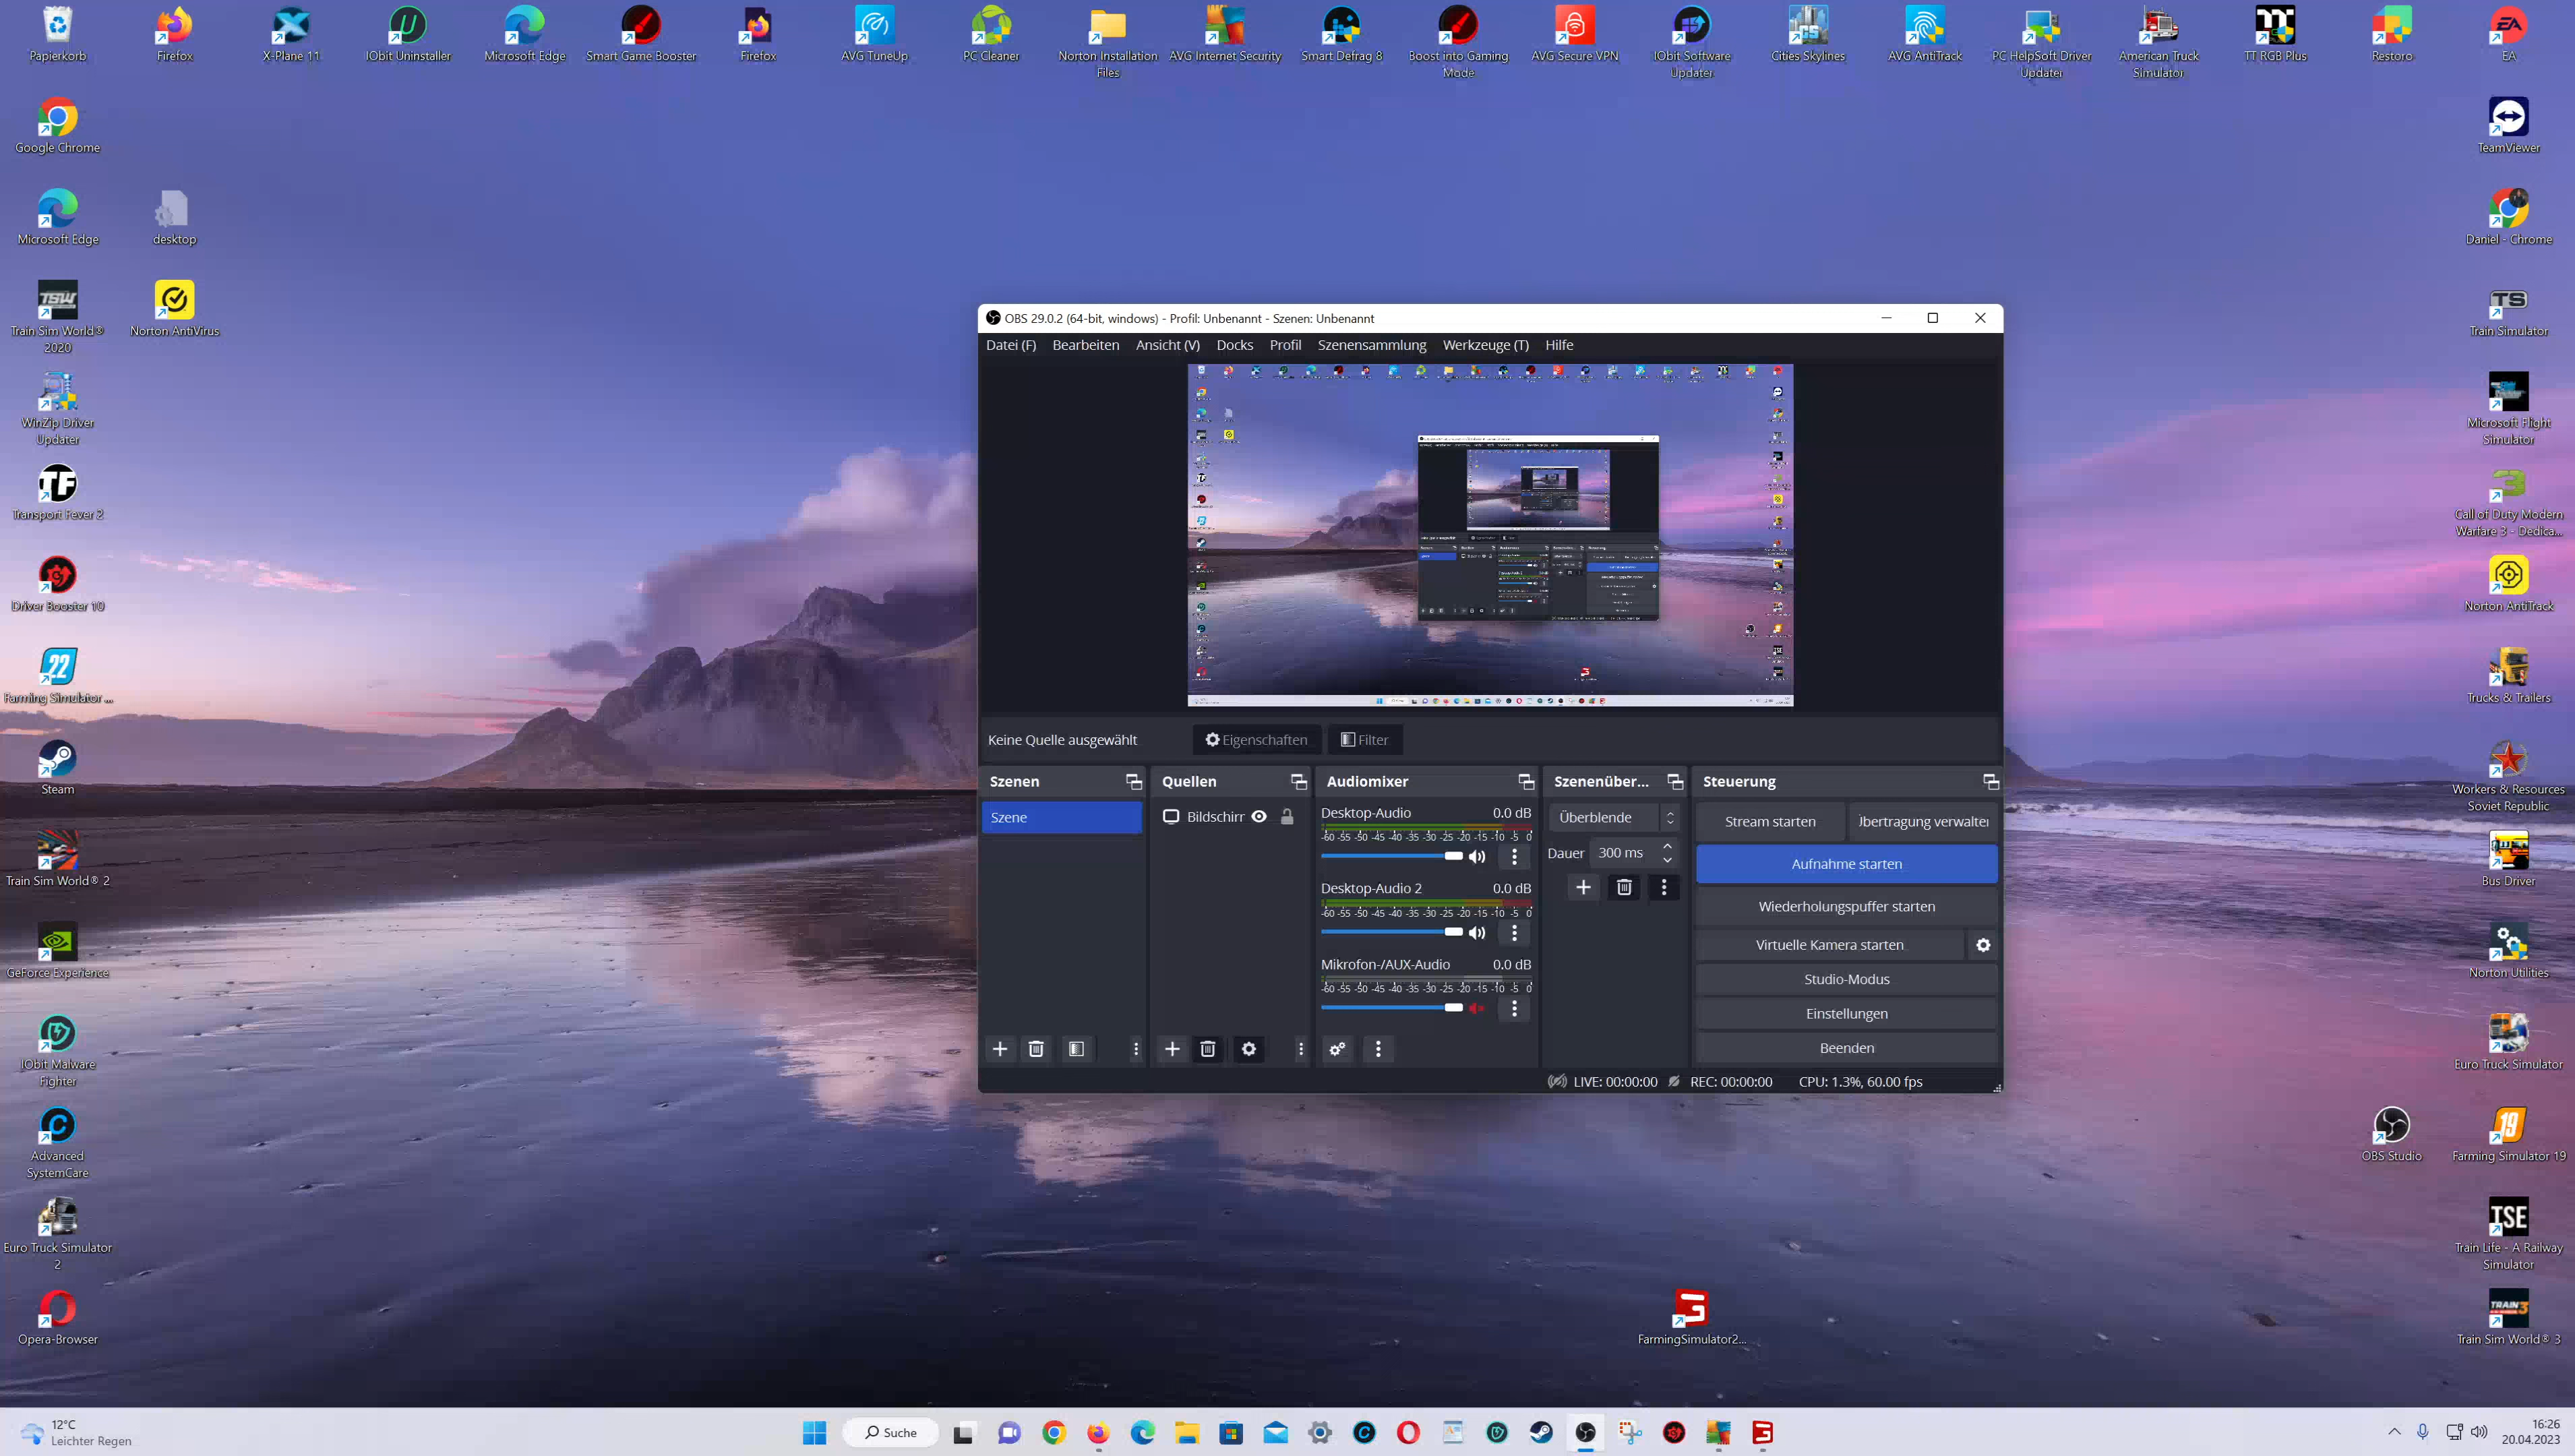 Papierkorb
Firefox
X-Plane 11
IObit Uninstaller
Microsoft Edge
Smart Game Booster
Firefox
AVG TuneUp
PC Cleaner
Norton Installation
Files
AVG Internet Security
Smart Defrag 8
Boost into Gaming
Mode
AVG Secure VPN
IObit Software
Updater
Cities Skylines
AVG AntiTrack
PC HelpSoft Driver
Updater
American Truck
Simulator
TT RGB Plus
Restoro
EA
Google Chrome
TeamViewer
Microsoft Edge
desktop
Daniel - Chrome
Train Sim World®
2020
Norton AntiVirus
Train Simulator
WinZip Driver
Updater
Microsoft Flight
Simulator
Transport Fever 2
Call of Duty Modern
Warfare 3 - Dedica...
Driver Booster 10
Norton AntiTrack
Farming Simulator ...
Trucks & Trailers
Steam
Workers & Resources
Soviet Republic
Train Sim World® 2
Bus Driver
GeForce Experience
Norton Utilities
IObit Malware
Fighter
Euro Truck Simulator
Advanced
SystemCare
OBS Studio
Farming Simulator 19
Euro Truck Simulator
2
Train Life - A Railway
Simulator
Opera-Browser
FarmingSimulator2...
Train Sim World® 3
OBS 29.0.2 (64-bit, windows) - Profil: Unbenannt - Szenen: Unbenannt
Datei (F) Bearbeiten Ansicht (V) Docks Profil Szenensammlung Werkzeuge (T) Hilfe
Keine Quelle ausgewählt Eigenschaften Filter
Szenen Quellen Audiomixer Szenenüber... Steuerung
Szene
Bildschirr
Desktop-Audio 0.0 dB
-60 -55 -50 -45 -40 -35 -30 -25 -20 -15 -10 -5 0
Desktop-Audio 2 0.0 dB
-60 -55 -50 -45 -40 -35 -30 -25 -20 -15 -10 -5 0
Mikrofon-/AUX-Audio 0.0 dB
-60 -55 -50 -45 -40 -35 -30 -25 -20 -15 -10 -5 0
Überblende
Dauer 300 ms
Stream starten
Übertragung verwalter
Aufnahme starten
Wiederholungspuffer starten
Virtuelle Kamera starten
Studio-Modus
Einstellungen
Beenden
LIVE: 00:00:00 REC: 00:00:00 CPU: 1.3%, 60.00 fps
12°C
Leichter Regen
Suche
16:26
20.04.2023